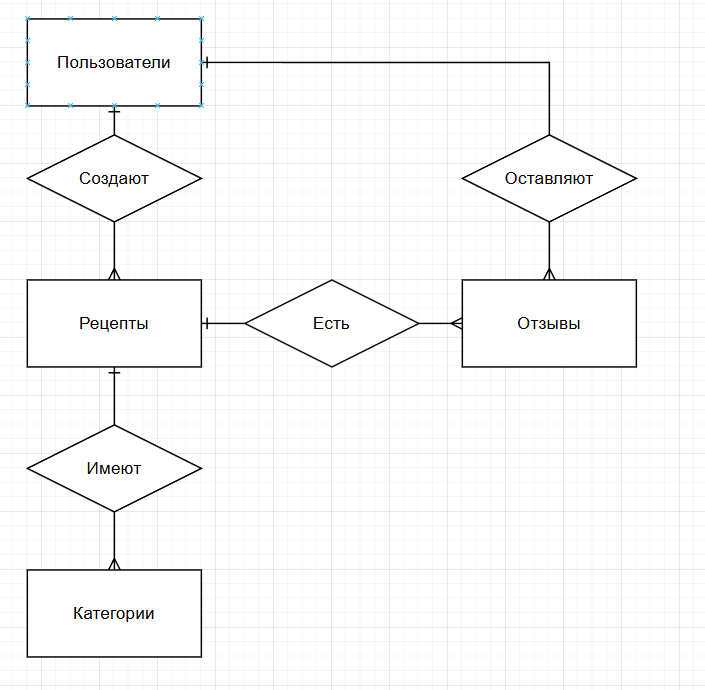 Пользователи
Создают
Оставляют
Рецепты
Есть
Отзывы
Имеют
Категории